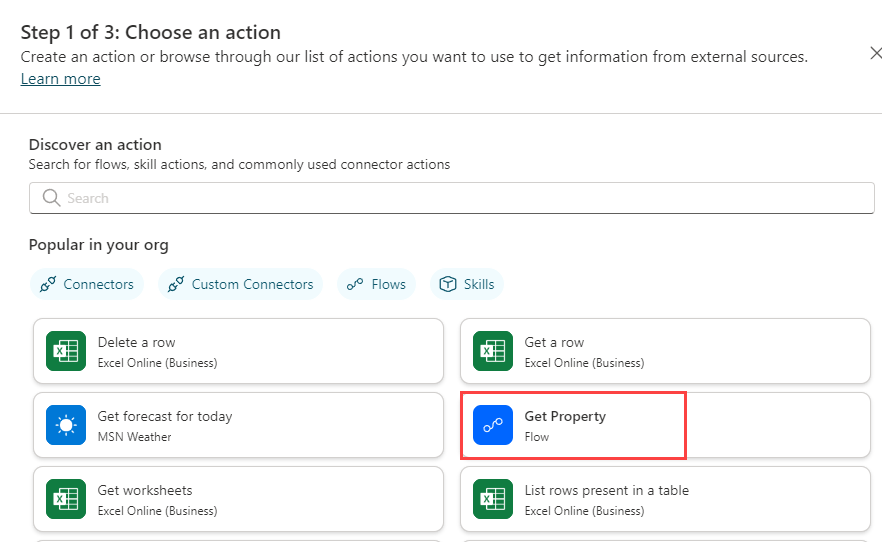 Step 1 of 3: Choose an action
Create an action or browse through our list of actions you want to use to get information from external sources.
Learn more
Discover an action
Search for flows, skill actions, and commonly used connector actions
Search
Popular in your org
Connectors
Custom Connectors
Flows
Skills
Delete a row
Excel Online (Business)
Get a row
Excel Online (Business)
Get forecast for today
MSN Weather
Get Property
Flow
Get worksheets
Excel Online (Business)
List rows present in a table
Excel Online (Business)